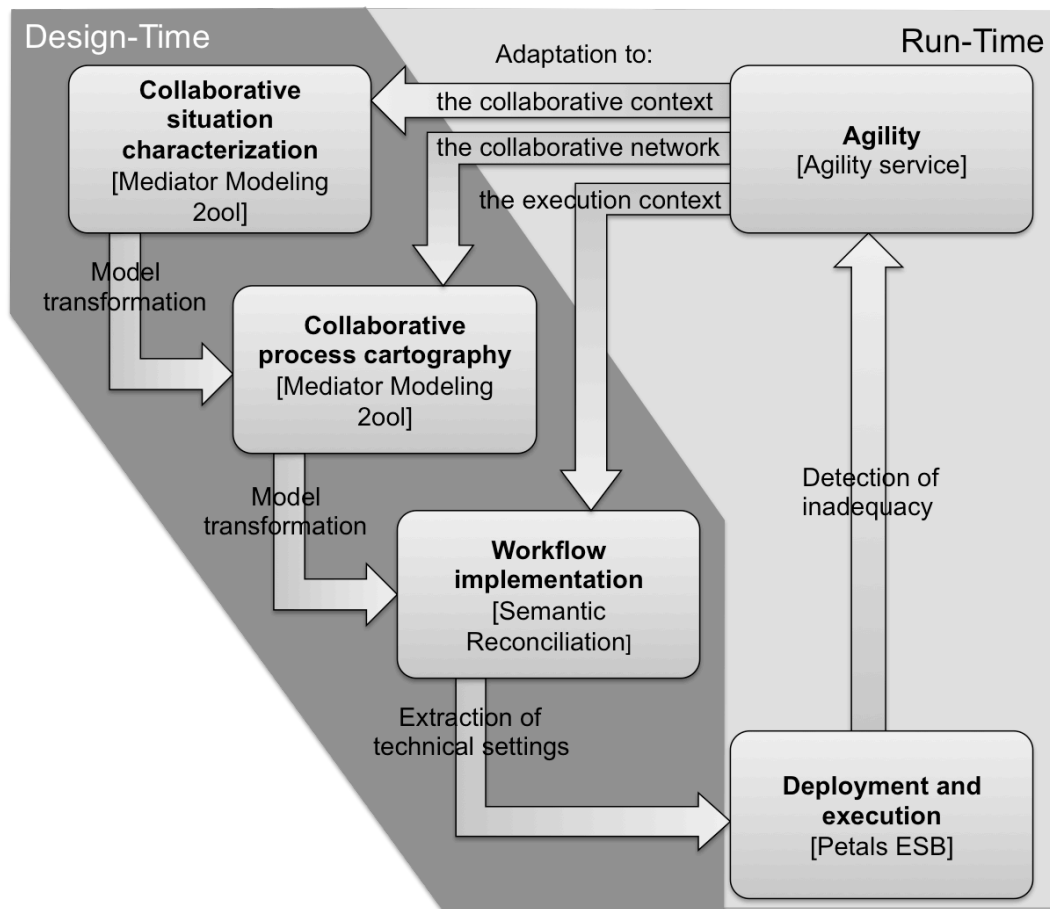 Design-Time
Run-Time
Adaptation to:
the collaborative context
the collaborative network
the execution context
Collaborative
situation
characterization
[Mediator Modeling
2ool]
Agility
[Agility service]
Model
transformation
Collaborative
process cartography
[Mediator Modeling
2ool]
Model
transformation
Detection of
inadequacy
Workflow
implementation
[Semantic
Reconciliation]
Extraction of
technical settings
Deployment and
execution
[Petals ESB]